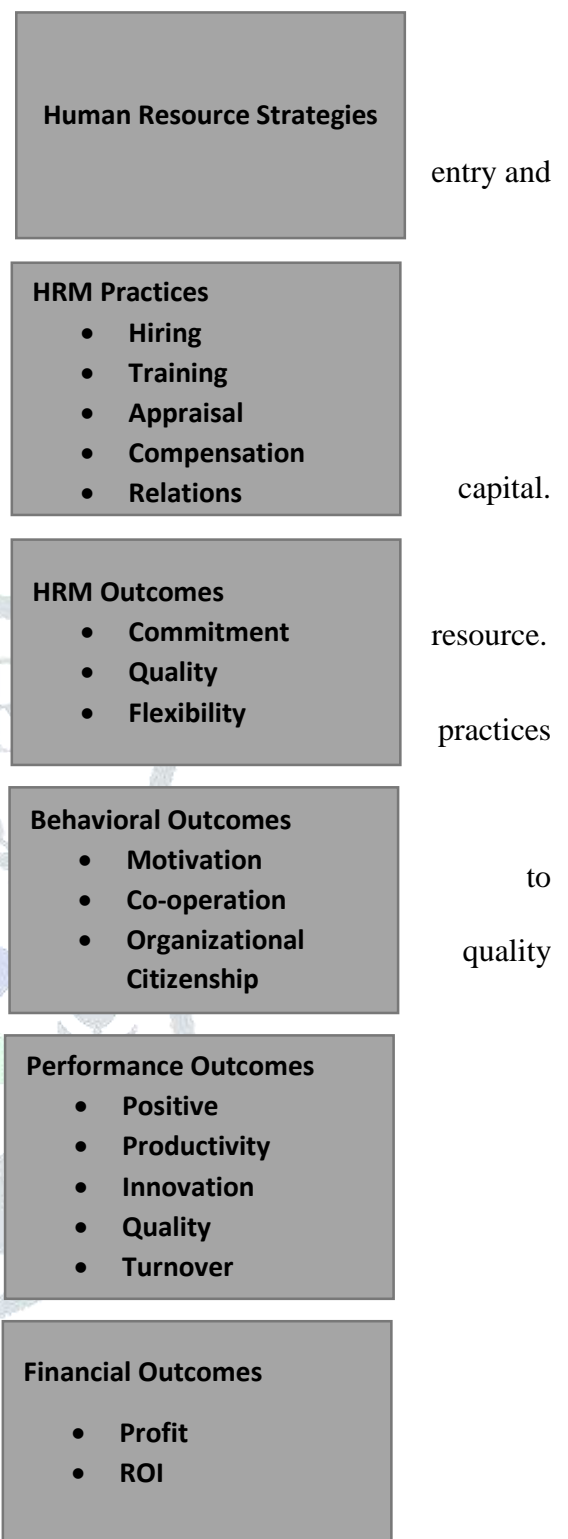 Human Resource Strategies
entry and
HRM Practices
• Hiring
• Training
• Appraisal
• Compensation
• Relations
capital.
HRM Outcomes
• Commitment
resource.
• Quality
• Flexibility
practices
Behavioral Outcomes
• Motivation
to
• Co-operation
• Organizational
quality
Citizenship
Performance Outcomes
• Positive
• Productivity
• Innovation
• Quality
• Turnover
Financial Outcomes
• Profit
• ROI